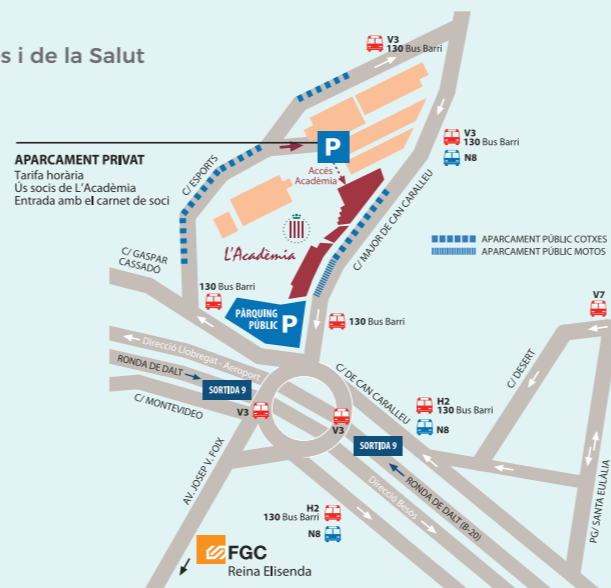 s i de la Salut
V3
130 Bus Barri
V3
130 Bus Barri
N8
APARCAMENT PRIVAT
Tarifa horària
Ús socis de L'Acadèmia
Entrada amb el carnet de soci
P
Accés
Acadèmia
C/ ESPORTS
L'Acadèmia
C/ MAJOR DE CAN CARALLEU
APARCAMENT PÚBLIC COTXES
APARCAMENT PÚBLIC MOTOS
C/ GASPAR
CASSADÓ
130 Bus Barri
PÀRQUING
PÚBLIC P
130 Bus Barri
V7
Direcció Llobregat - Aeroport
RONDA DE DALT
SORTIDA 9
C/ MONTEVIDEO
V3
V3
C/ DE CAN CARALLEU
H2
130 Bus Barri
N8
C/ DESERT
SORTIDA 9
AV. JOSEP V. FOIX
Direcció Besòs
RONDA DE DALT (B-20)
PG/ SANTA EULÀLIA
H2
130 Bus Barri
N8
FGC
Reina Elisenda